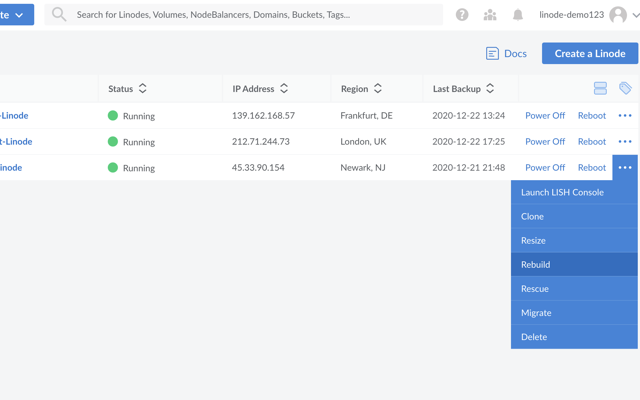 te
Search for Linodes, Volumes, NodeBalancers, Domains, Buckets, Tags...
linode-demo123
Docs
Create a Linode
Status IP Address Region Last Backup
-Linode Running 139.162.168.57 Frankfurt, DE 2020-12-22 13:24 Power Off Reboot
t-Linode Running 212.71.244.73 London, UK 2020-12-22 17:25 Power Off Reboot
inode Running 45.33.90.154 Newark, NJ 2020-12-21 21:48 Power Off Reboot
Launch LISH Console
Clone
Resize
Rebuild
Rescue
Migrate
Delete